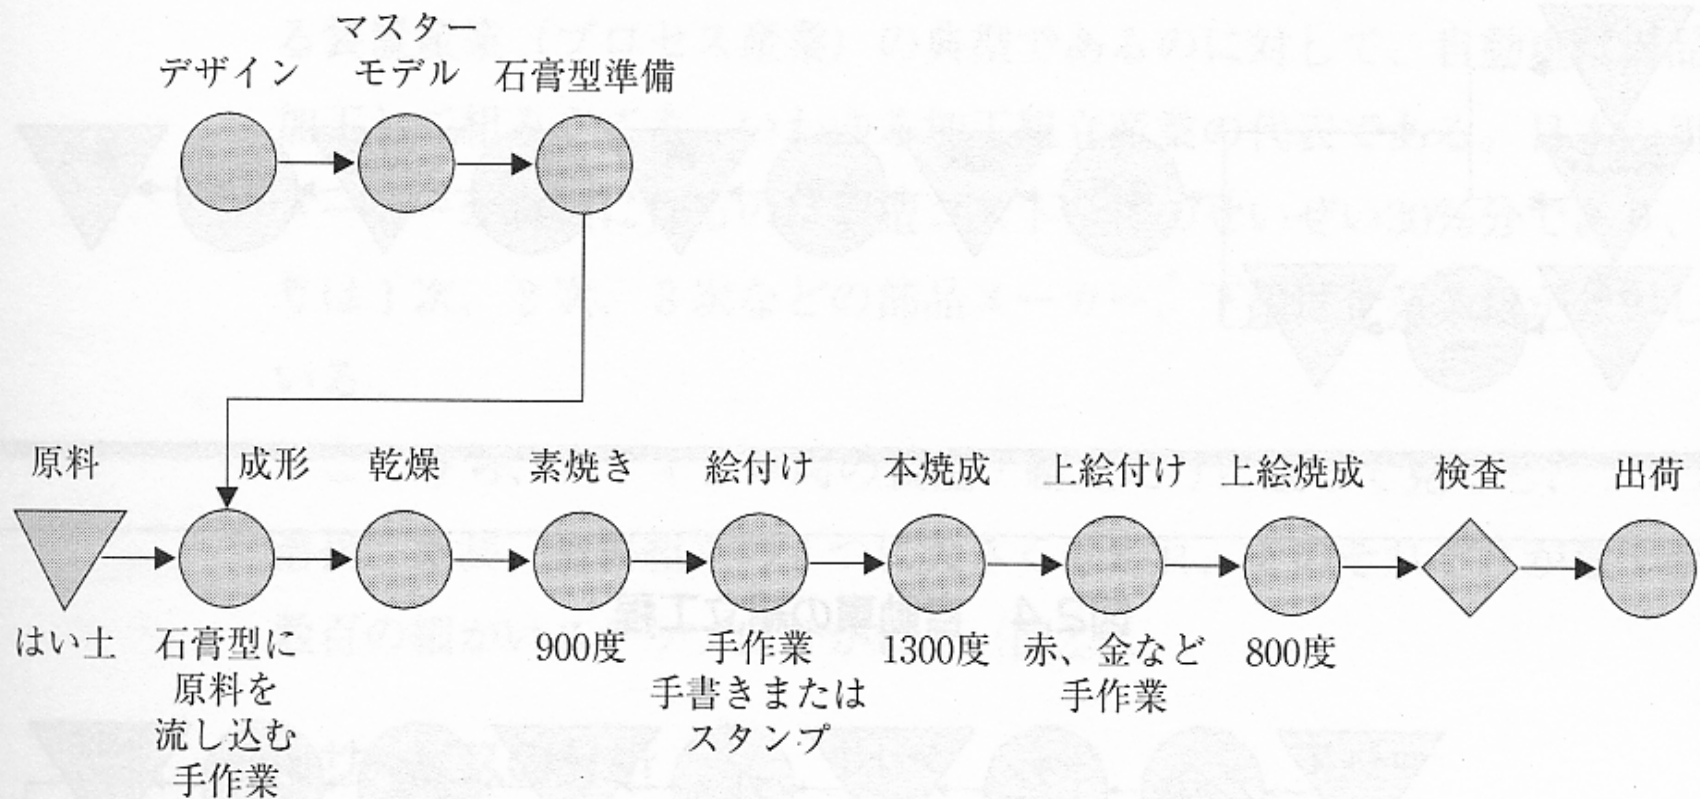 マスター
デザイン モデル 石膏型準備
原料 成形 乾燥 素焼き 絵付け 本焼成 上絵付け 上絵焼成 検査 出荷
はい土 石膏型に 900度 手作業 1300度 赤、金など 800度
原料を 手書きまたは 手作業
流し込む スタンプ
手作業